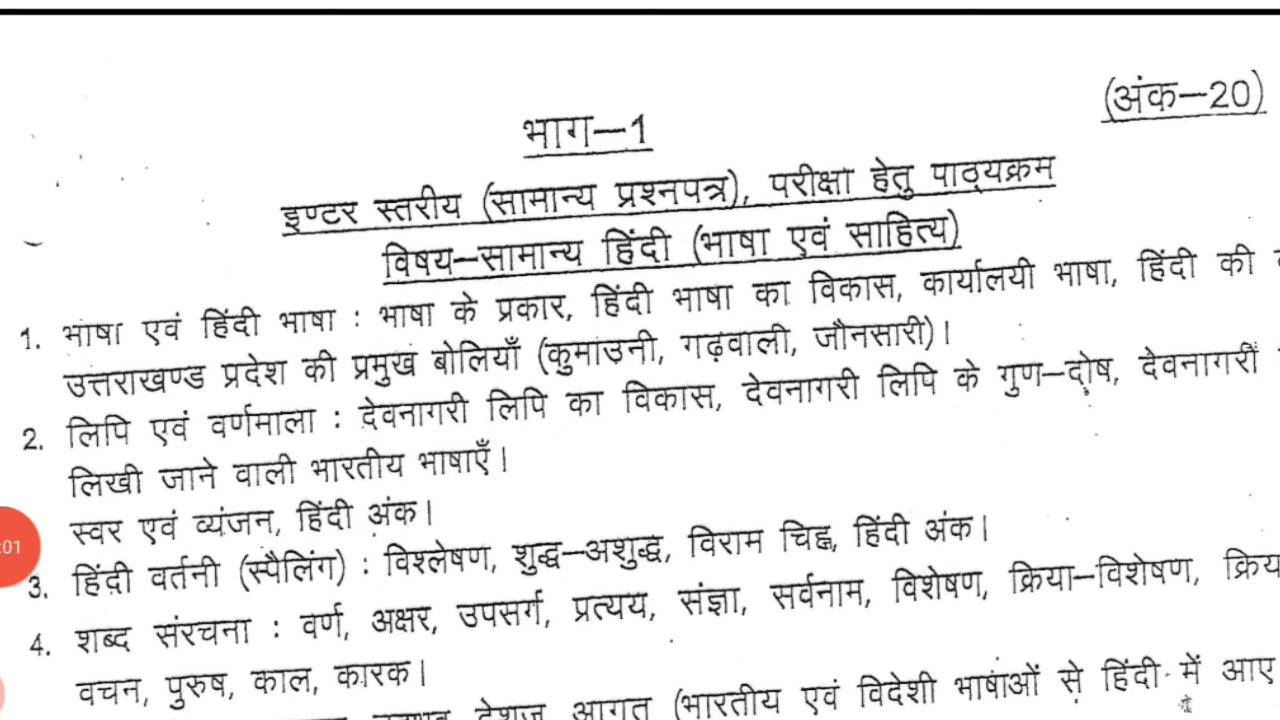 (अंक–20)
भाग–1
इण्टर स्तरीय (सामान्य प्रश्नपत्र), परीक्षा हेतु पाठ्यक्रम
विषय–सामान्य हिंदी (भाषा एवं साहित्य)
1. भाषा एवं हिंदी भाषा : भाषा के प्रकार, हिंदी भाषा का विकास, कार्यालयी भाषा, हिंदी की
उत्तराखण्ड प्रदेश की प्रमुख बोलियाँ (कुमाउनी, गढ़वाली, जौनसारी)।
2. लिपि एवं वर्णमाला : देवनागरी लिपि का विकास, देवनागरी लिपि के गुण–दोष, देवनागरी
लिखी जाने वाली भारतीय भाषाएँ।
स्वर एवं व्यंजन, हिंदी अंक।
:01
3. हिंदी वर्तनी (स्पैलिंग) : विश्लेषण, शुद्ध–अशुद्ध, विराम चिह्न, हिंदी अंक।
4. शब्द संरचना : वर्ण, अक्षर, उपसर्ग, प्रत्यय, संज्ञा, सर्वनाम, विशेषण, क्रिया–विशेषण, क्रिय
वचन, पुरुष, काल, कारक।
देशज आगत (भारतीय एवं विदेशी भाषाओं से हिंदी में आए